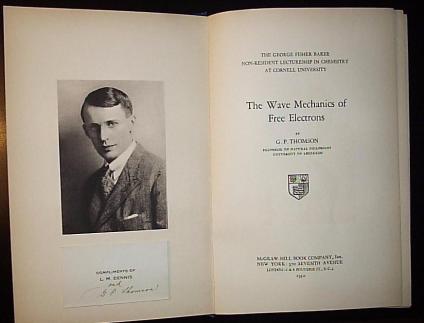 COMPLIMENTS OF
L. M. DENNIS
and
G. P. Thomson
THE GEORGE FISHER BAKER
NON-RESIDENT LECTURESHIP IN CHEMISTRY
AT CORNELL UNIVERSITY
The Wave Mechanics of
Free Electrons
BY
G. P. THOMSON
PROFESSOR OF NATURAL PHILOSOPHY
UNIVERSITY OF ABERDEEN
McGRAW-HILL BOOK COMPANY, Inc.
NEW YORK: 370 SEVENTH AVENUE
LONDON: 6 & 8 BOUVERIE ST., E.C. 4
1930